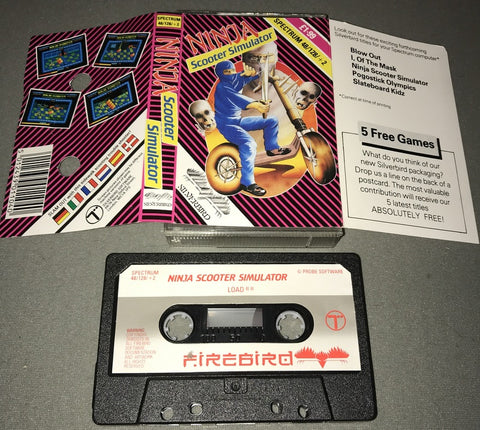 NINJA
Scooter Simulator
SPECTRUM 48/128/+2
£1·99
NINJA
Scooter
Simulator
Look out for these exciting forthcoming
Silverbird titles for your Spectrum computer*
Blow Out
I, Of The Mask
Ninja Scooter Simulator
Pogostick Olympics
Slateboard Kidz
*Correct at time of printing
5 Free Games
What do you think of our
new Silverbird packaging?
Drop us a line on the back of a
postcard. The most valuable
contribution will receive our
5 latest titles
ABSOLUTELY FREE!
SPECTRUM
48/128/+2
NINJA SCOOTER SIMULATOR
© PROBE SOFTWARE
LOAD " "
T
FIREBIRD
WARNING